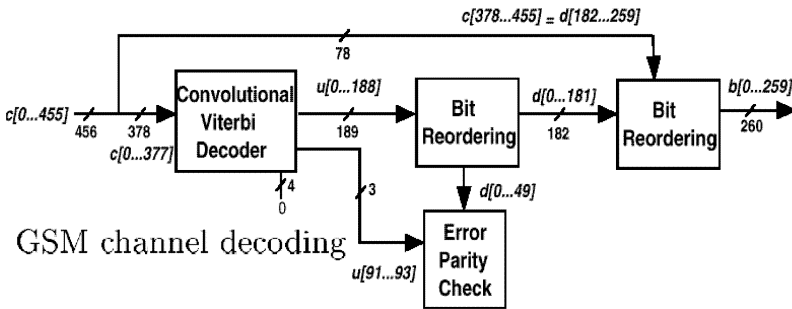 c[378...455] = d[182...259]
78
c[0...455]
456
378
c[0...377]
Convolutional
Viterbi
Decoder
u[0...188]
189
Bit
Reordering
d[0...181]
182
Bit
Reordering
b[0...259]
260
4
0
3
d[0...49]
GSM channel decoding
u[91...93]
Error
Parity
Check